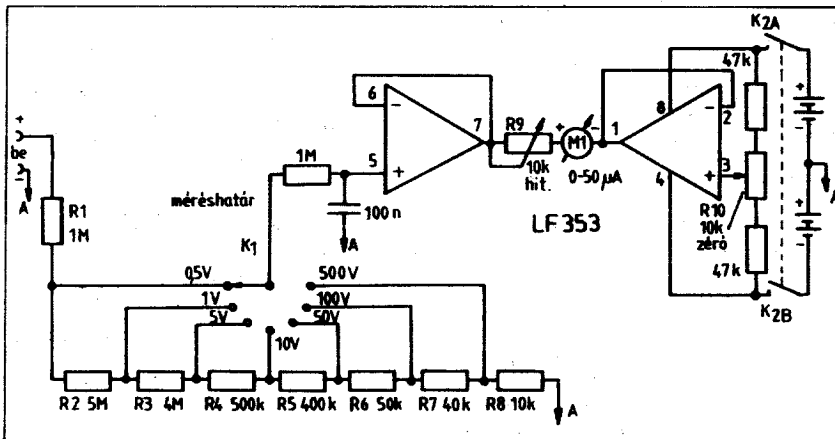 K2A
47k
+
-
6
-
8
-
2
7
R9
+
M1
-
1
1M
5
+
10k
hit.
0-50µA
3
+
4
R10
10k
zéró
LF353
47k
K2B
+
-
A
+
be
-
A
R1
1M
méréshatár
K1
100n
A
0,5V
500V
1V
100V
5V
50V
10V
R2 5M
R3 4M
R4 500k
R5 400k
R6 50k
R7 40k
R8 10k
A